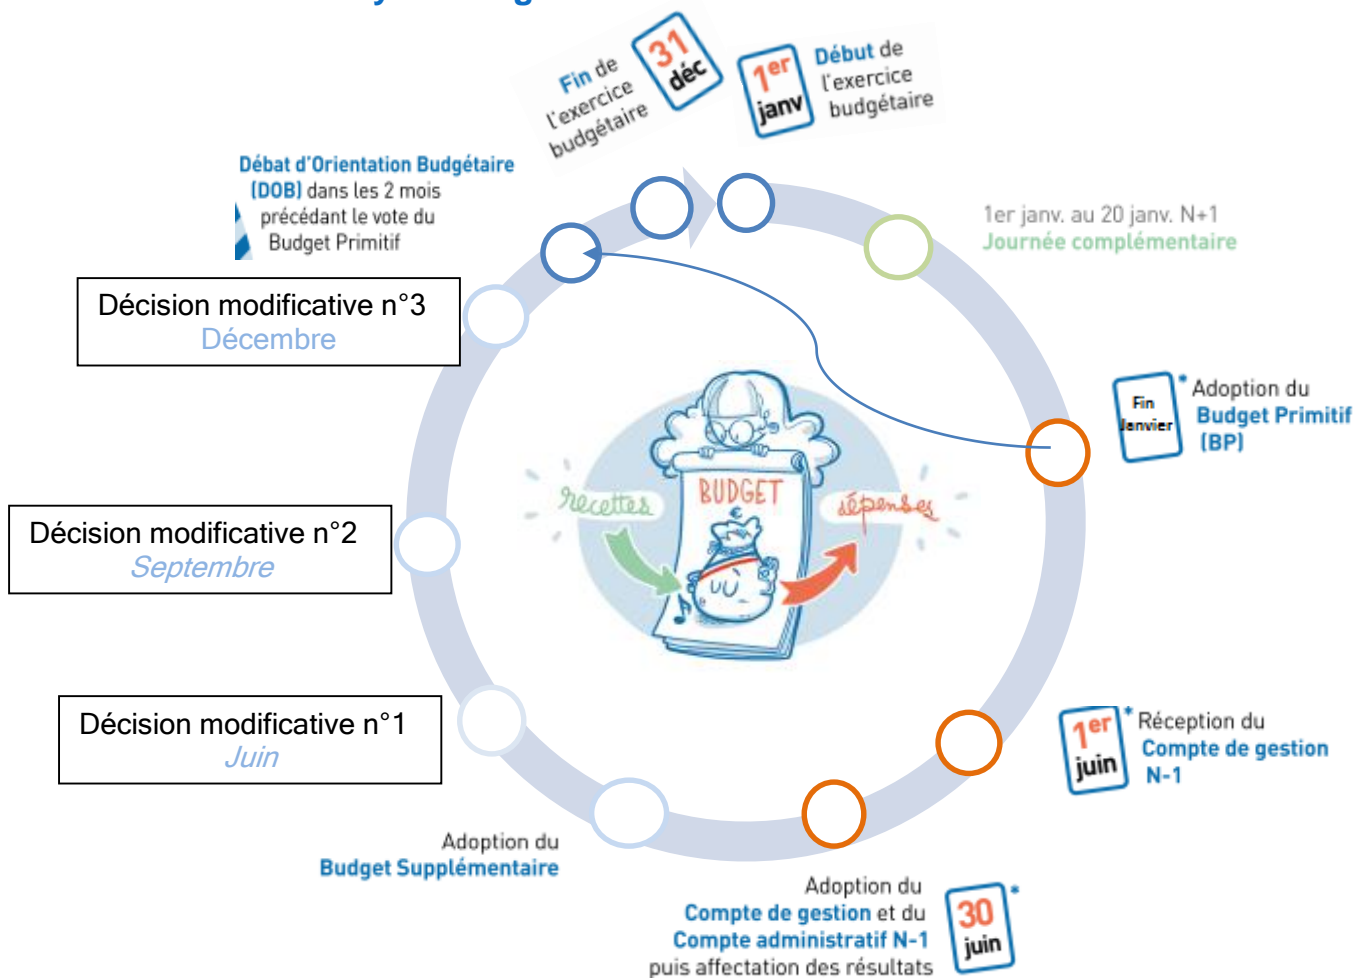 Fin de
l'exercice
budgétaire
31
déc
1er
janv
Début de
l'exercice
budgétaire
Débat d'Orientation Budgétaire
(DOB) dans les 2 mois
précédant le vote du
Budget Primitif
1er janv. au 20 janv. N+1
Journée complémentaire
Décision modificative n°3
Décembre
Fin
Janvier
* Adoption du
Budget Primitif
(BP)
recettes
BUDGET
€
dépenses
Décision modificative n°2
Septembre
Décision modificative n°1
Juin
1er
juin
* Réception du
Compte de gestion
N-1
Adoption du
Budget Supplémentaire
Adoption du
Compte de gestion et du
Compte administratif N-1
puis affectation des résultats
30
juin
*